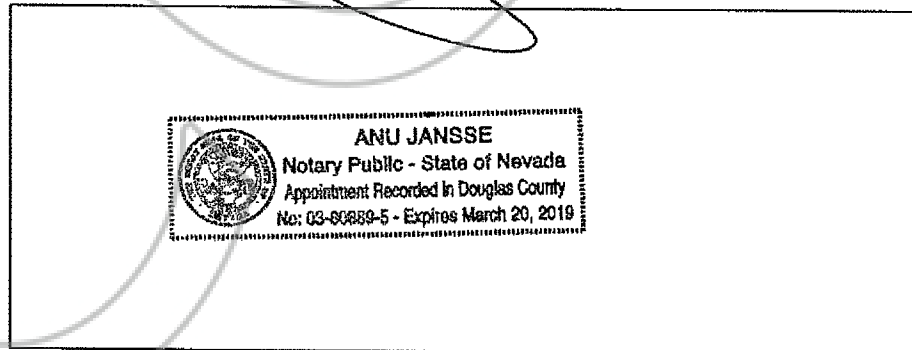 ANU JANSSE
Notary Public - State of Nevada
Appointment Recorded in Douglas County
No: 03-80889-5 - Expires March 20, 2019